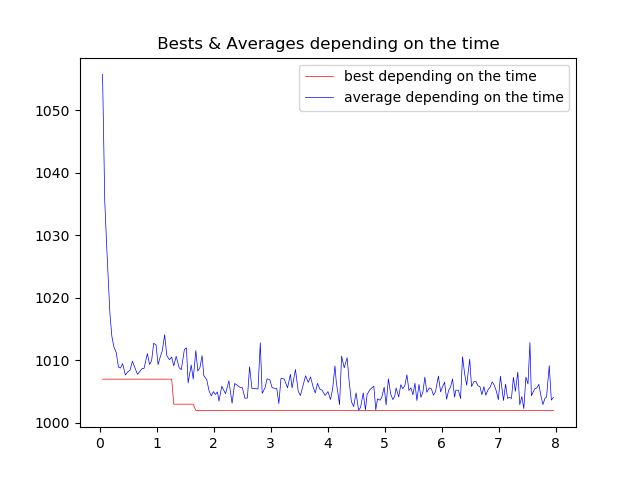 Bests & Averages depending on the time
best depending on the time
average depending on the time
1050
1040
1030
1020
1010
1000
0 1 2 3 4 5 6 7 8